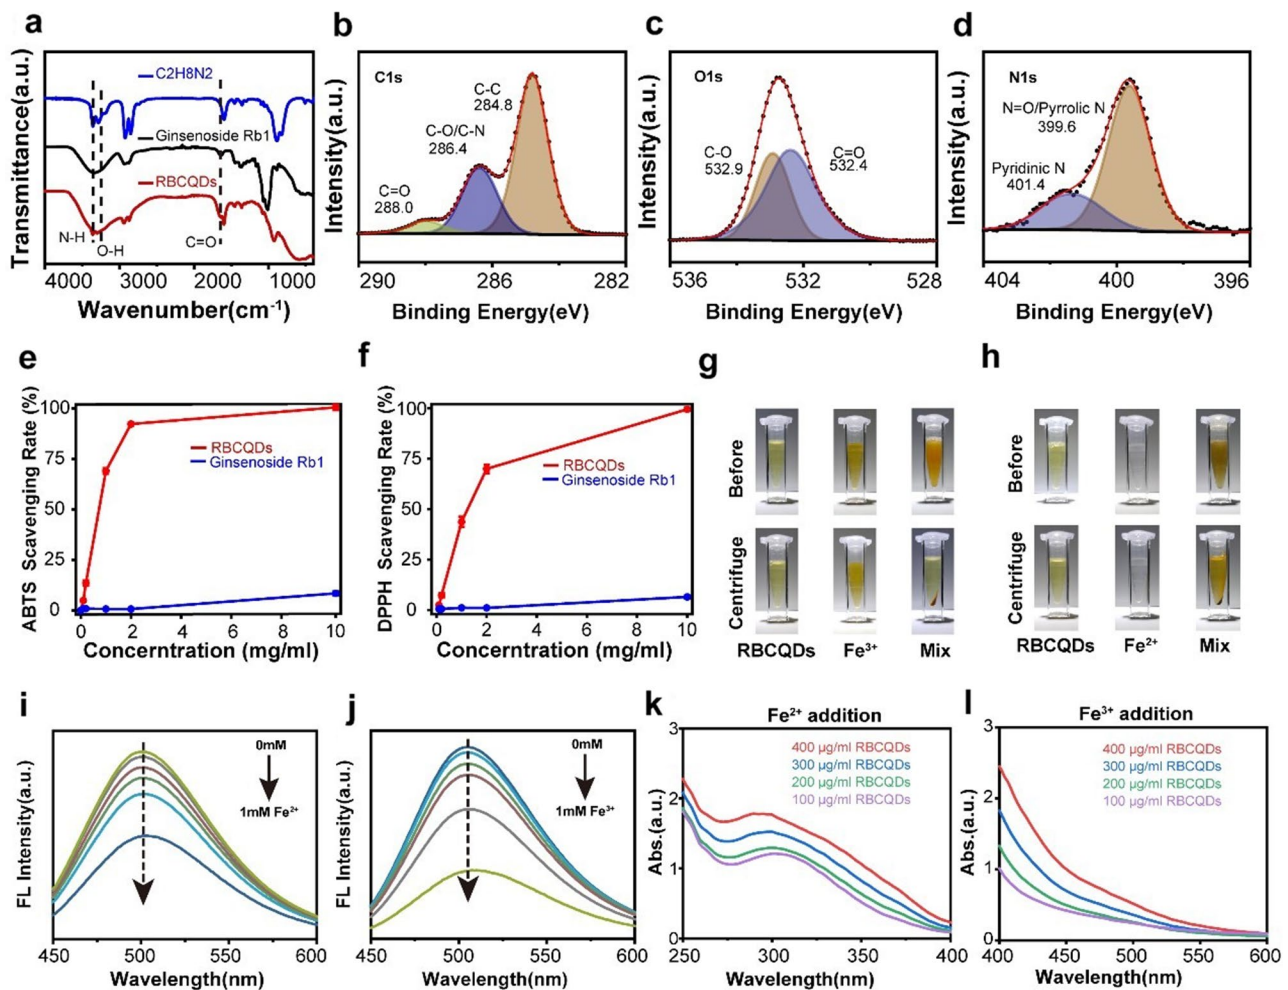 a
Transmittance(a.u.)
C2H8N2
Ginsenoside Rb1
RBCQDs
N-H
O-H
C=O
4000 3000 2000 1000
Wavenumber(cm-1)
b
Intensity(a.u.)
C1s
C-C
284.8
C-O/C-N
286.4
C=O
288.0
290 286 282
Binding Energy(eV)
c
Intensity(a.u.)
O1s
C-O
532.9
C=O
532.4
536 532 528
Binding Energy(eV)
d
Intensity(a.u.)
N1s
N=O/Pyrrolic N
399.6
Pyridinic N
401.4
404 400 396
Binding Energy(eV)
e
ABTS Scavenging Rate (%)
100
75
50
25
0
RBCQDs
Ginsenoside Rb1
0 2 4 6 8 10
Concerntration (mg/ml)
f
DPPH Scavenging Rate (%)
100
75
50
25
0
RBCQDs
Ginsenoside Rb1
0 2 4 6 8 10
Concerntration (mg/ml)
g
Before
Centrifuge
RBCQDs Fe3+ Mix
h
Before
Centrifuge
RBCQDs Fe2+ Mix
i
FL Intensity(a.u.)
0mM
1mM Fe2+
450 500 550 600
Wavelength(nm)
j
FL Intensity(a.u.)
0mM
1mM Fe3+
450 500 550 600
Wavelength(nm)
k
Fe2+ addition
Abs.(a.u.)
3
2
1
0
400 µg/ml RBCQDs
300 µg/ml RBCQDs
200 µg/ml RBCQDs
100 µg/ml RBCQDs
250 300 350 400
Wavelength(nm)
l
Fe3+ addition
Abs.(a.u.)
3
2
1
0
400 µg/ml RBCQDs
300 µg/ml RBCQDs
200 µg/ml RBCQDs
100 µg/ml RBCQDs
400 450 500 550 600
Wavelength(nm)